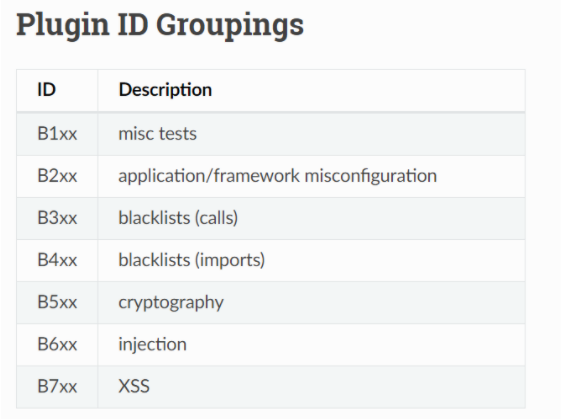 Plugin ID Groupings
ID Description
B1xx misc tests
B2xx application/framework misconfiguration
B3xx blacklists (calls)
B4xx blacklists (imports)
B5xx cryptography
B6xx injection
B7xx XSS